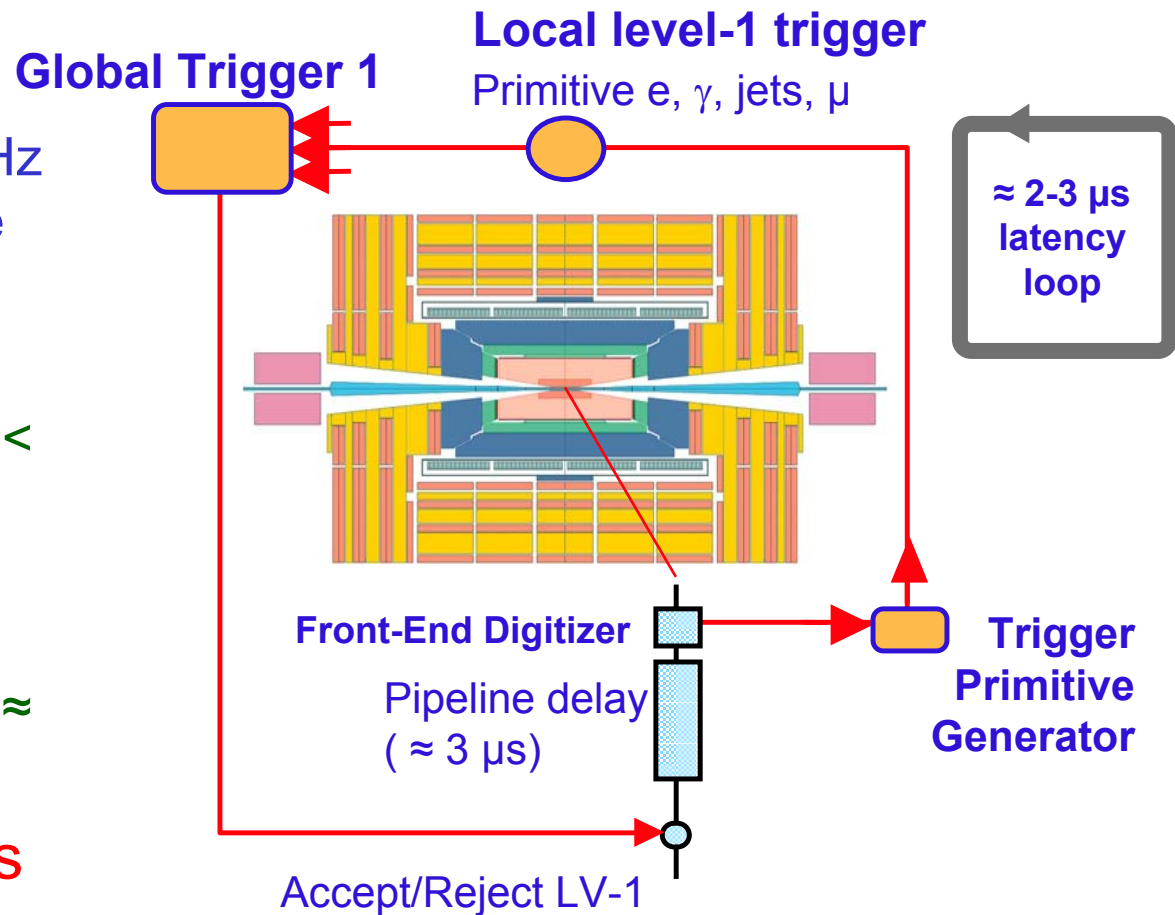 Local level-1 trigger
Global Trigger 1
Primitive e, γ, jets, μ
Hz
e
≈ 2-3 μs
latency
loop
<
Front-End Digitizer
Trigger
Primitive
Generator
Pipeline delay
( ≈ 3 μs)
≈
s
Accept/Reject LV-1